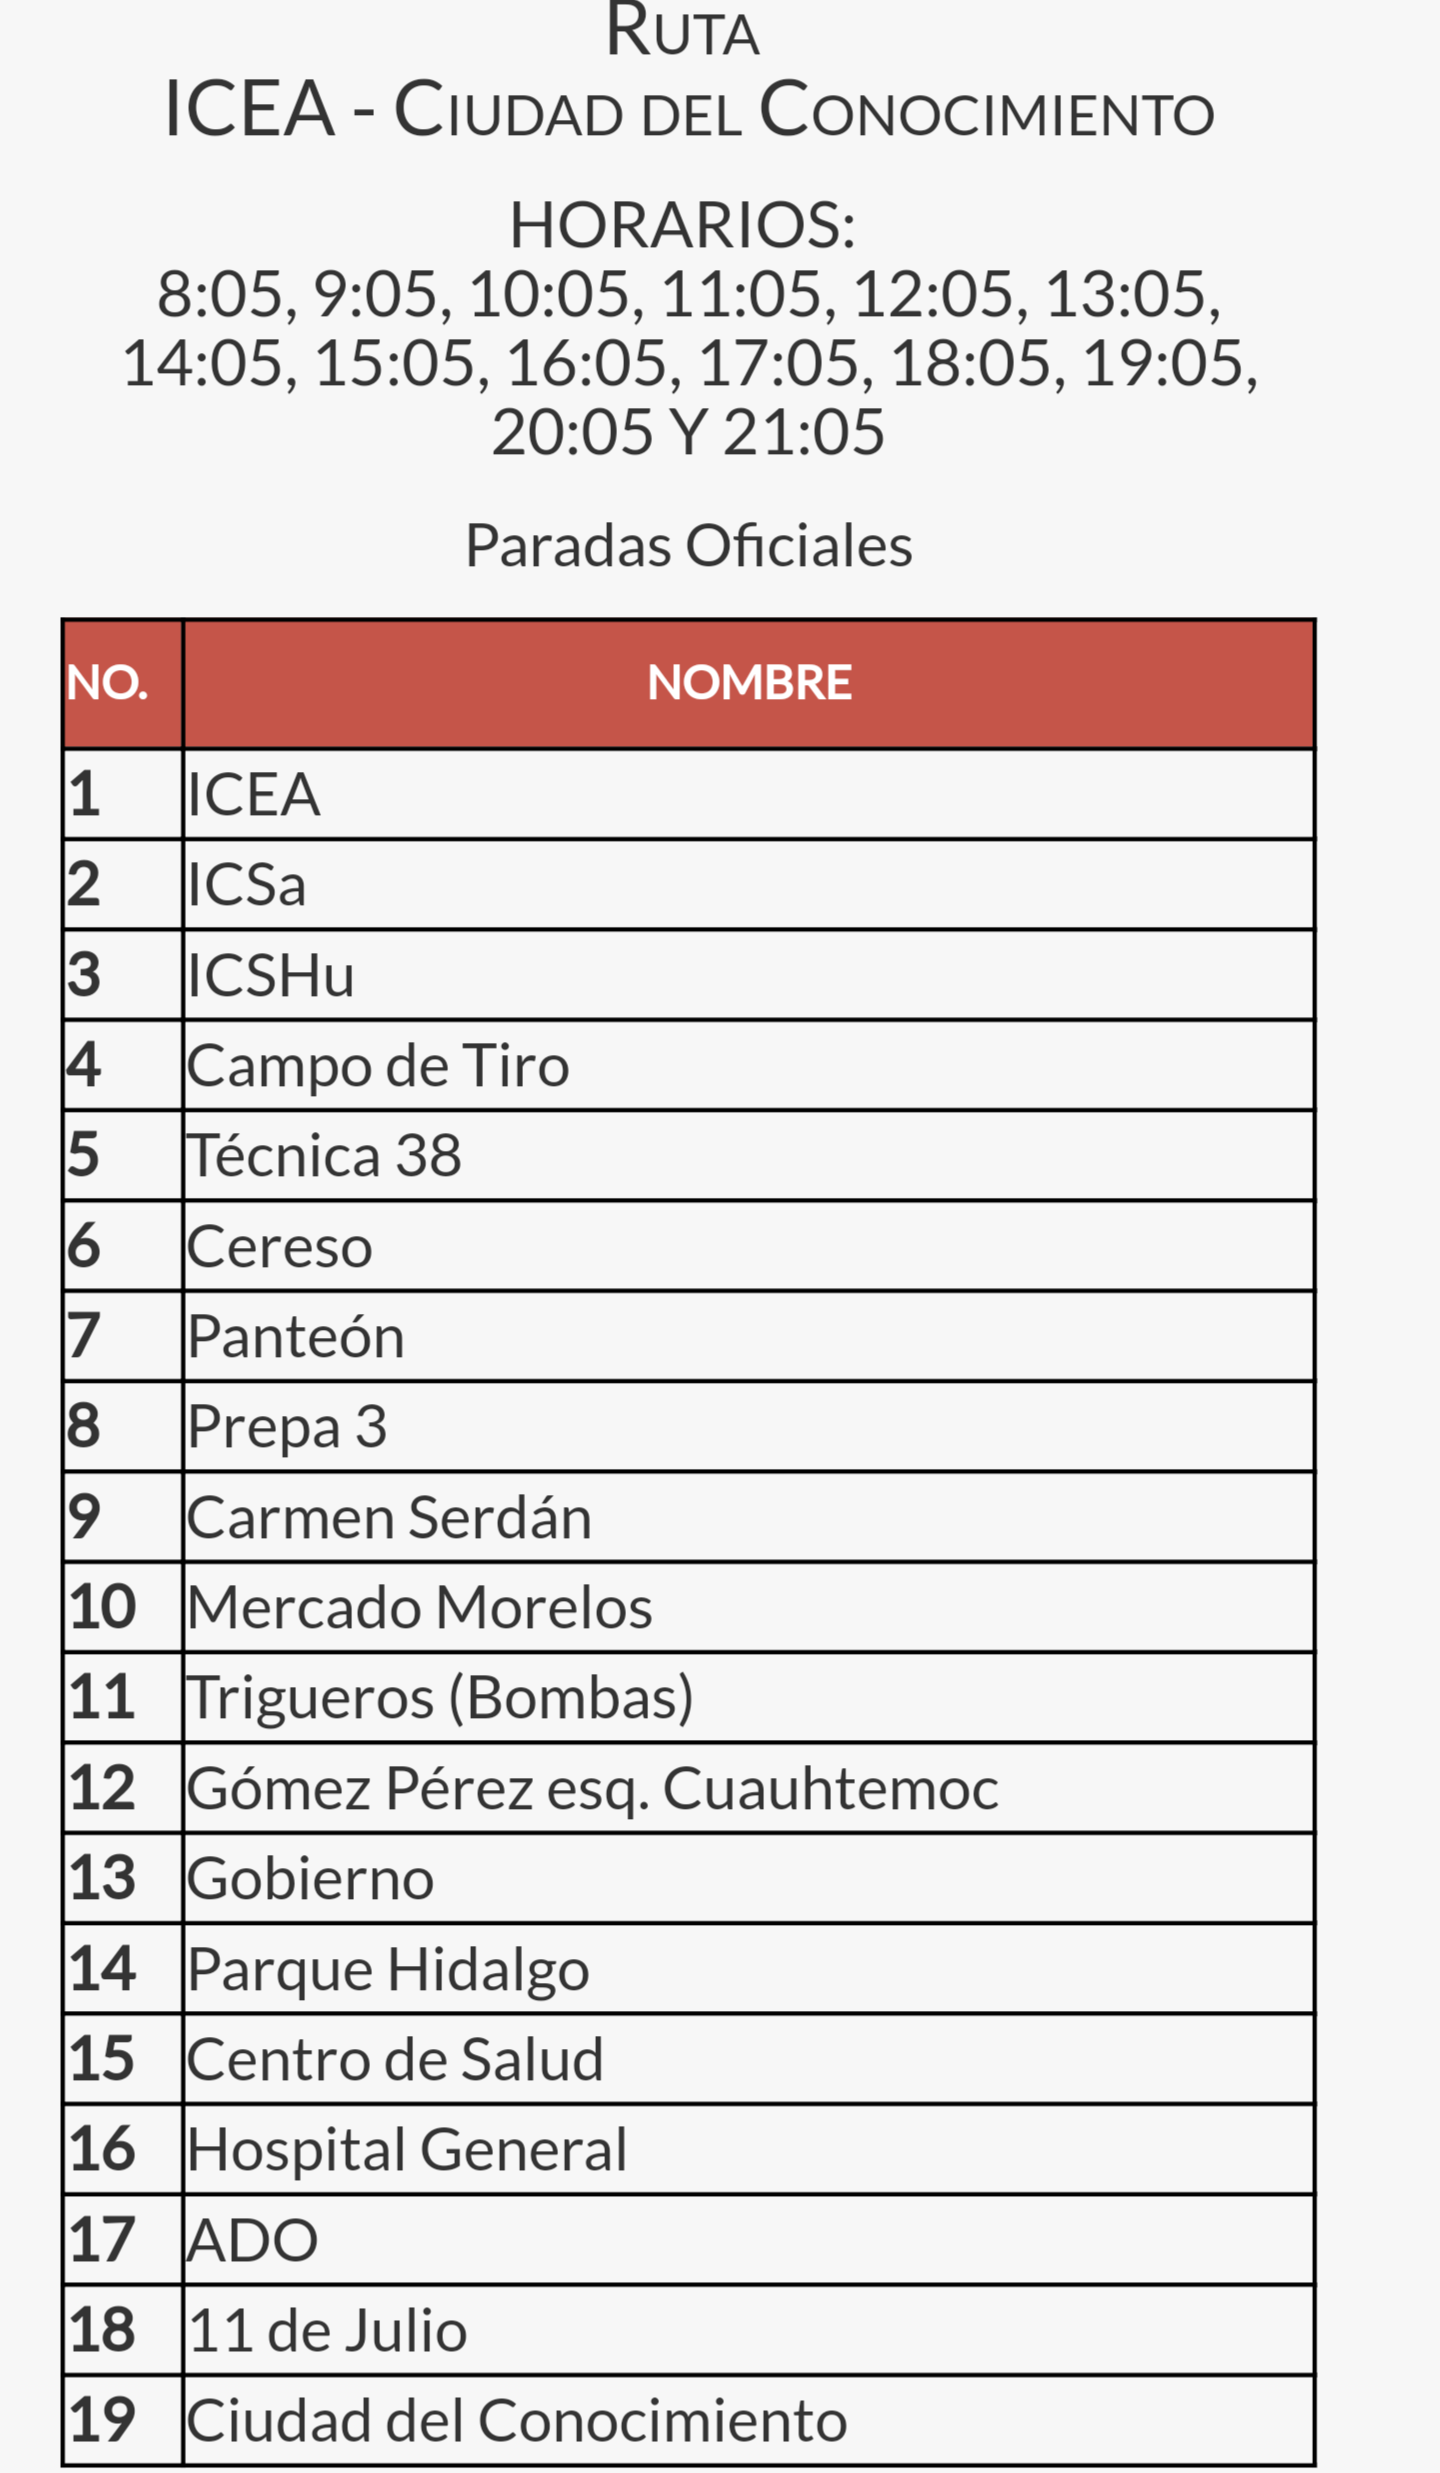 Ruta
ICEA - Ciudad del Conocimiento
HORARIOS:
8:05, 9:05, 10:05, 11:05, 12:05, 13:05,
14:05, 15:05, 16:05, 17:05, 18:05, 19:05,
20:05 Y 21:05
Paradas Oficiales
NO. NOMBRE
1 ICEA
2 ICSa
3 ICSHu
4 Campo de Tiro
5 Técnica 38
6 Cereso
7 Panteón
8 Prepa 3
9 Carmen Serdán
10 Mercado Morelos
11 Trigueros (Bombas)
12 Gómez Pérez esq. Cuauhtemoc
13 Gobierno
14 Parque Hidalgo
15 Centro de Salud
16 Hospital General
17 ADO
18 11 de Julio
19 Ciudad del Conocimiento